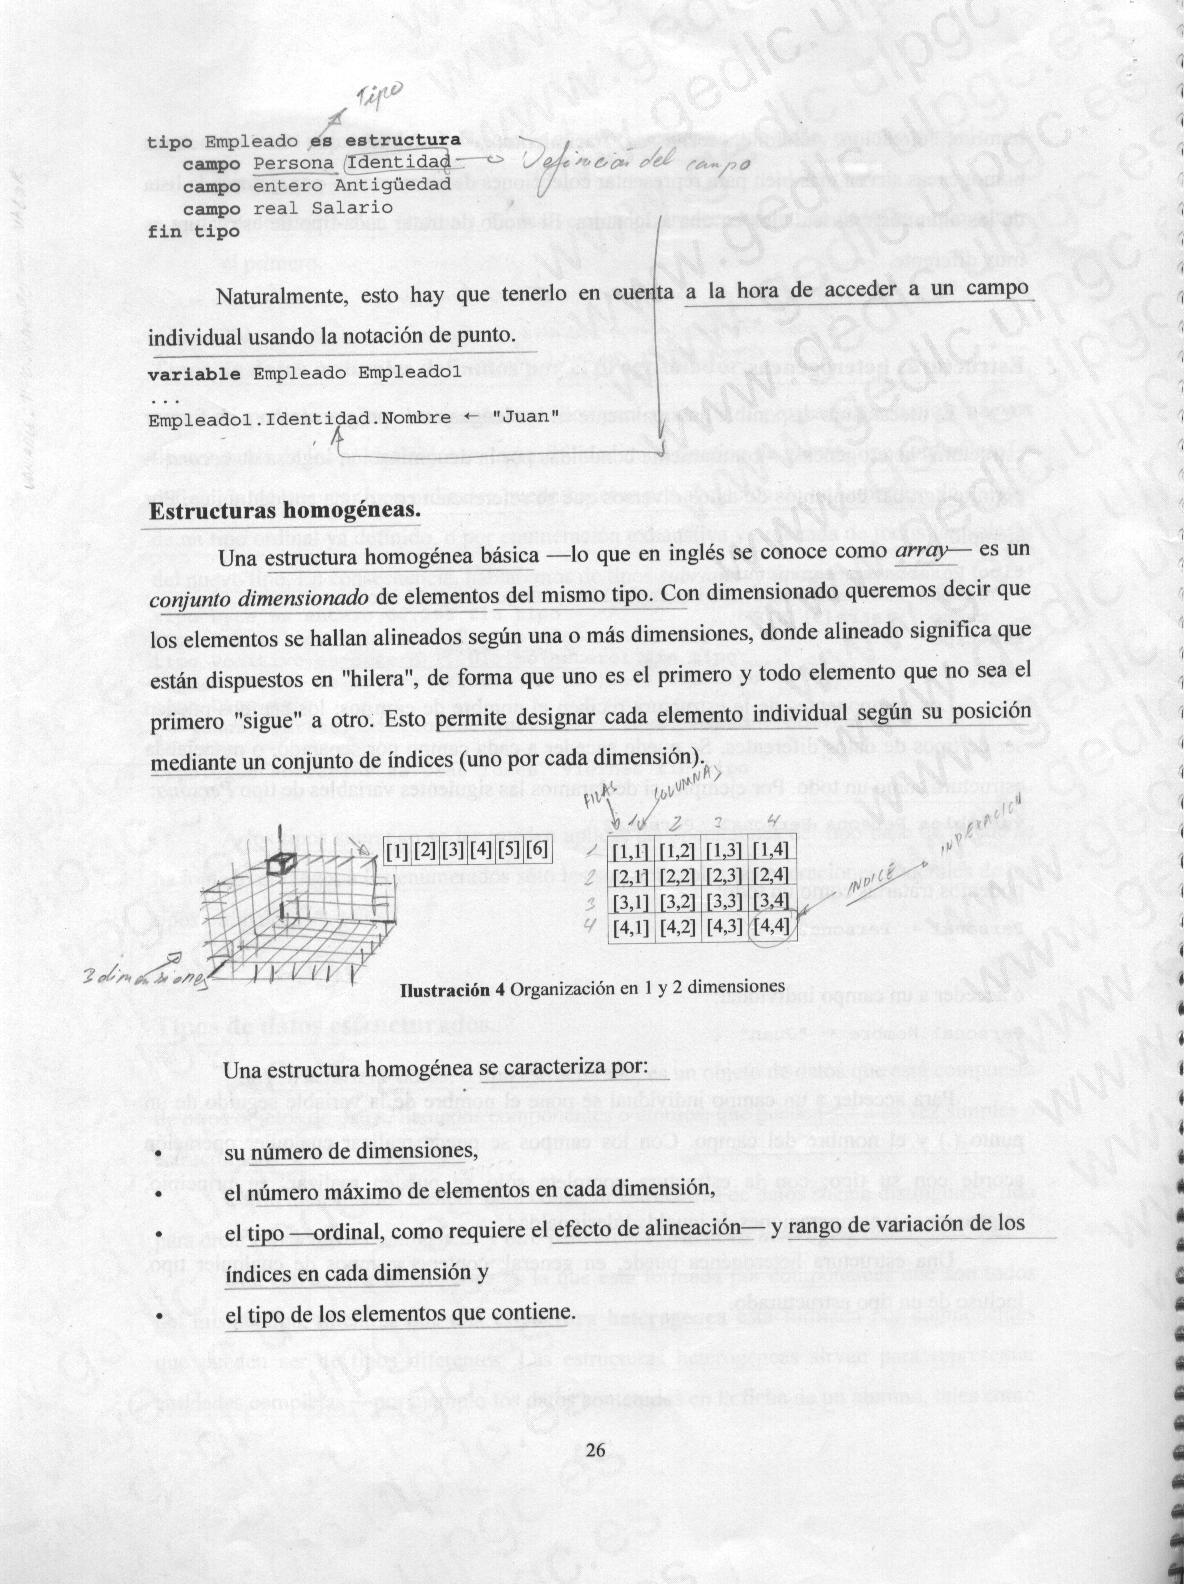 Tipo
tipo Empleado es estructura
campo Persona Identidad Definición del campo
campo entero Antigüedad
campo real Salario
fin tipo
Naturalmente, esto hay que tenerlo en cuenta a la hora de acceder a un campo
individual usando la notación de punto.
variable Empleado Empleado1
...
Empleado1.Identidad.Nombre ← "Juan"
Estructuras homogéneas.
Una estructura homogénea básica —lo que en inglés se conoce como array— es un
conjunto dimensionado de elementos del mismo tipo. Con dimensionado queremos decir que
los elementos se hallan alineados según una o más dimensiones, donde alineado significa que
están dispuestos en "hilera", de forma que uno es el primero y todo elemento que no sea el
primero "sigue" a otro. Esto permite designar cada elemento individual según su posición
mediante un conjunto de índices (uno por cada dimensión).
FILAS COLUMNAS
1 2 3 4
[1] [2] [3] [4] [5] [6]
1 [1,1] [1,2] [1,3] [1,4]
2 [2,1] [2,2] [2,3] [2,4]
3 [3,1] [3,2] [3,3] [3,4]
4 [4,1] [4,2] [4,3] [4,4]
INDICE INDEXACIÓN
3 dimensiones
Ilustración 4 Organización en 1 y 2 dimensiones
Una estructura homogénea se caracteriza por:
• su número de dimensiones,
• el número máximo de elementos en cada dimensión,
• el tipo —ordinal, como requiere el efecto de alineación— y rango de variación de los
índices en cada dimensión y
• el tipo de los elementos que contiene.
26
www.gedlc.ulpgc.es